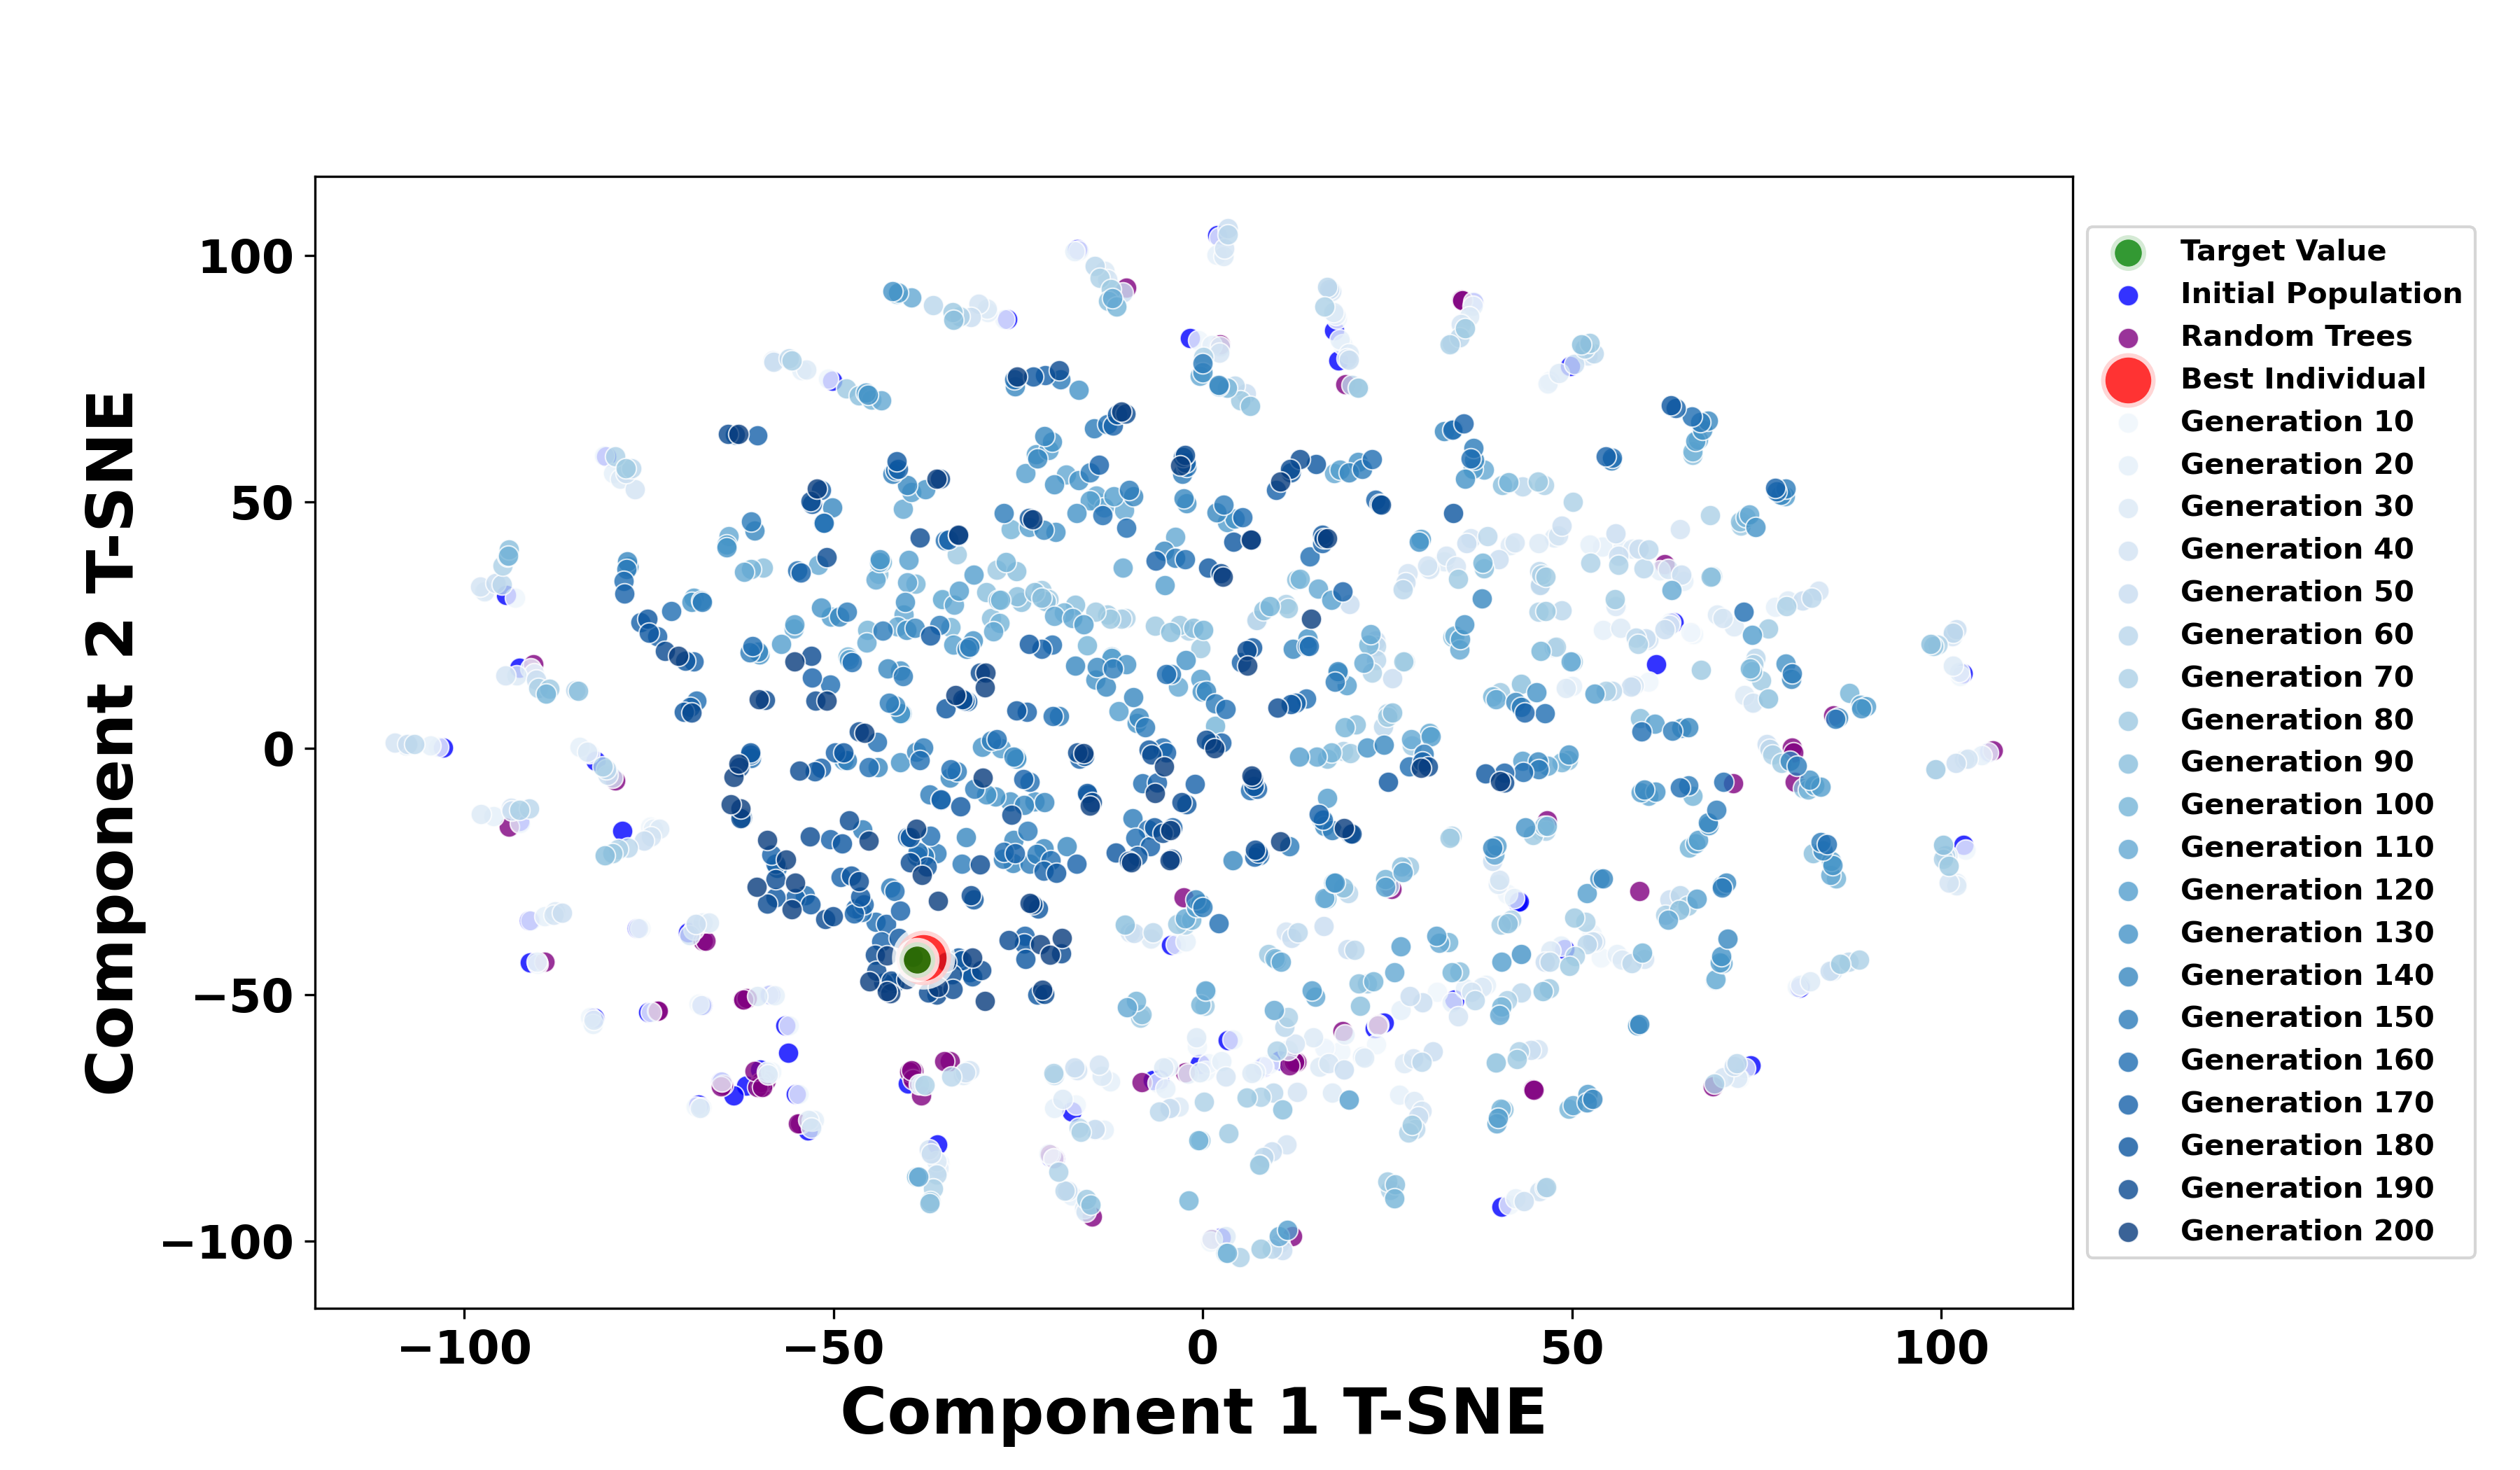 Component 2 T-SNE
100
50
0
−50
−100
−100
−50
0
50
100
Component 1 T-SNE
Target Value
Initial Population
Random Trees
Best Individual
Generation 10
Generation 20
Generation 30
Generation 40
Generation 50
Generation 60
Generation 70
Generation 80
Generation 90
Generation 100
Generation 110
Generation 120
Generation 130
Generation 140
Generation 150
Generation 160
Generation 170
Generation 180
Generation 190
Generation 200